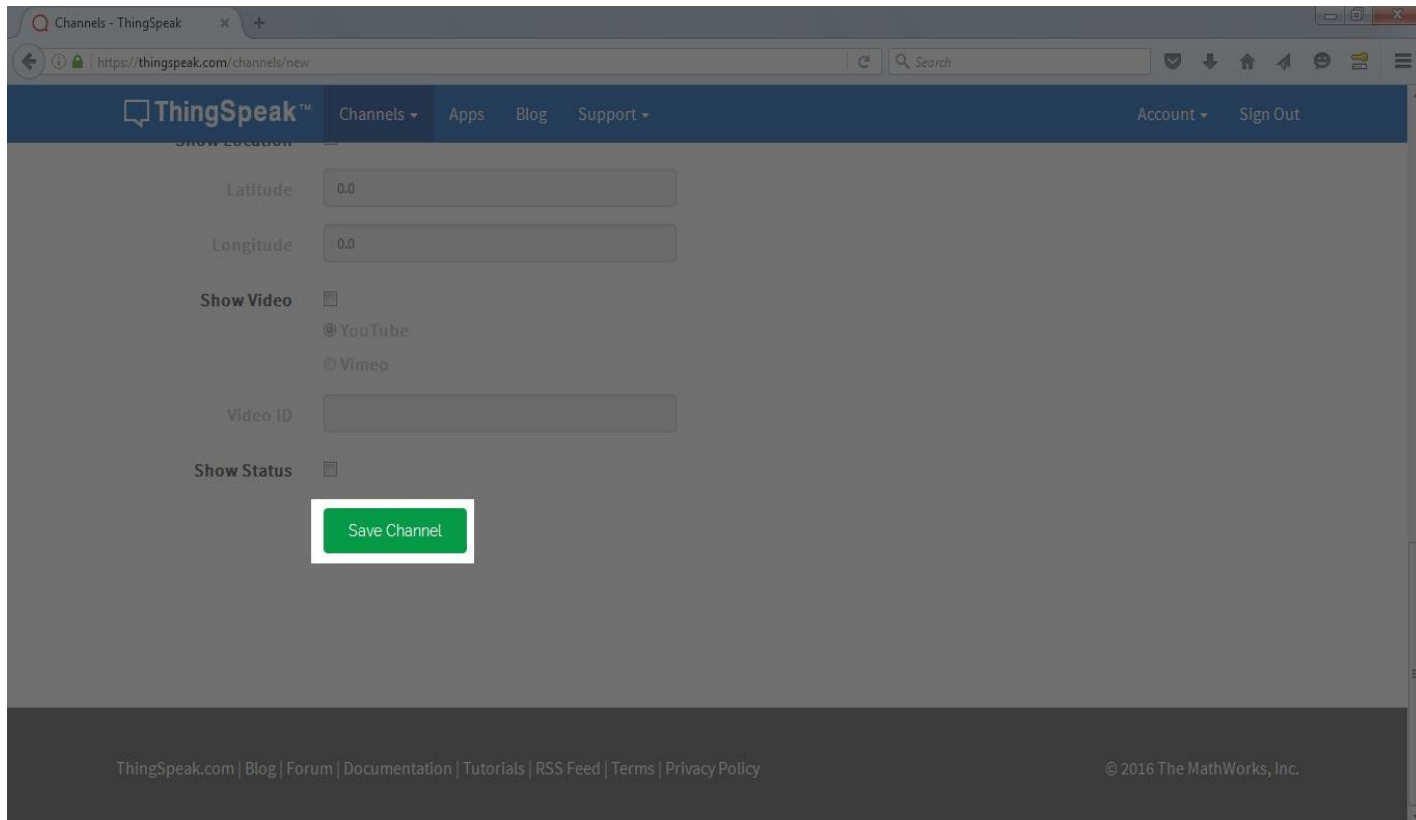 Channels - ThingSpeak
https://thingspeak.com/channels/new
Search
ThingSpeak™ Channels Apps Blog Support Account Sign Out
Show Location
Latitude 0.0
Longitude 0.0
Show Video
YouTube
Vimeo
Video ID
Show Status
Save Channel
ThingSpeak.com | Blog | Forum | Documentation | Tutorials | RSS Feed | Terms | Privacy Policy © 2016 The MathWorks, Inc.